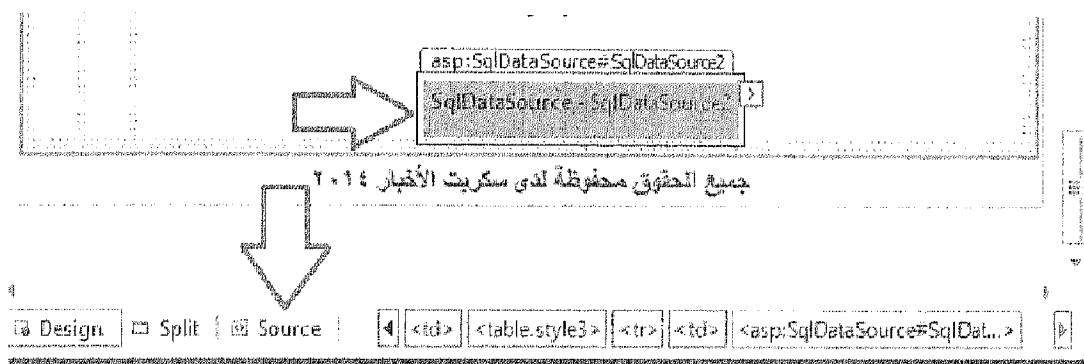 asp:SqlDataSource#SqlDataSource2
SqlDataSource - SqlDataSource2
جميع الحقوق محفوظة لدى سكربت الأخبار ٢٠١٤
Design Split Source <td> <table.style3> <tr> <td> <asp:SqlDataSource#SqlDat...>